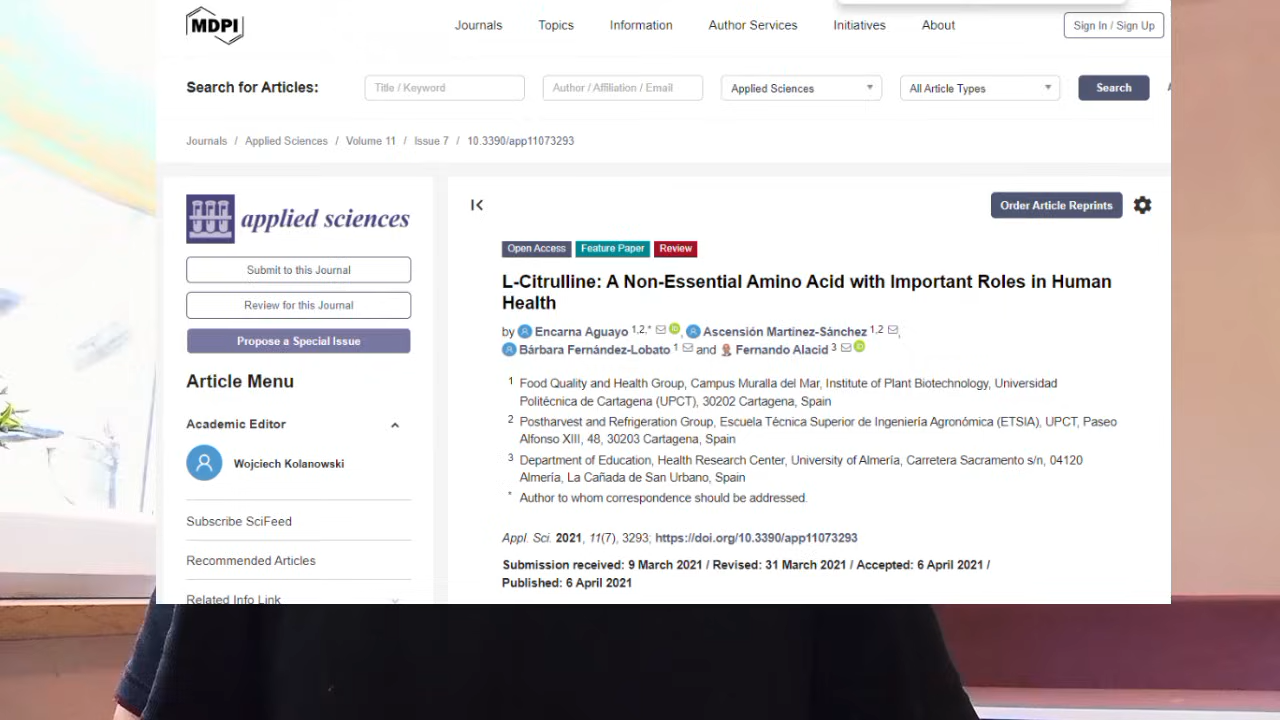 MDPI
Journals Topics Information Author Services Initiatives About Sign In / Sign Up
Search for Articles: Title / Keyword Author / Affiliation / Email Applied Sciences All Article Types Search
Journals / Applied Sciences / Volume 11 / Issue 7 / 10.3390/app11073293
applied sciences
Submit to this Journal
Review for this Journal
Propose a Special Issue
Article Menu
Academic Editor
Wojciech Kolanowski
Subscribe SciFeed
Recommended Articles
Related Info Link
Order Article Reprints
Open Access Feature Paper Review
L-Citrulline: A Non-Essential Amino Acid with Important Roles in Human
Health
by Encarna Aguayo 1,2,* , Ascensión Martínez-Sánchez 1,2 ,
Bárbara Fernández-Lobato 1 and Fernando Alacid 3
1 Food Quality and Health Group, Campus Muralla del Mar, Institute of Plant Biotechnology, Universidad
Politécnica de Cartagena (UPCT), 30202 Cartagena, Spain
2 Postharvest and Refrigeration Group, Escuela Técnica Superior de Ingeniería Agronómica (ETSIA), UPCT, Paseo
Alfonso XIII, 48, 30203 Cartagena, Spain
3 Department of Education, Health Research Center, University of Almería, Carretera Sacramento s/n, 04120
Almería, La Cañada de San Urbano, Spain
* Author to whom correspondence should be addressed.
Appl. Sci. 2021, 11(7), 3293; https://doi.org/10.3390/app11073293
Submission received: 9 March 2021 / Revised: 31 March 2021 / Accepted: 6 April 2021 /
Published: 6 April 2021